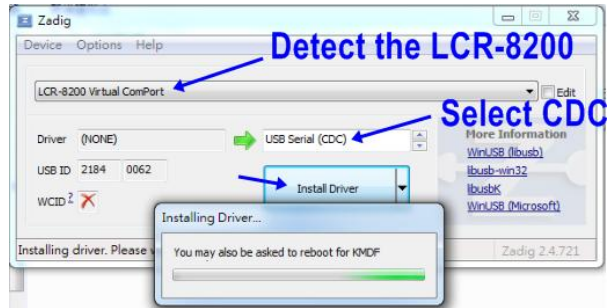 Zadig
Device Options Help
Detect the LCR-8200
LCR-8200 Virtual ComPort
Edit
Select CDC
Driver (NONE) USB Serial (CDC)
More Information
WinUSB (libusb)
USB ID 2184 0062
libusb-win32
Install Driver
libusbK
WCID ?
WinUSB (Microsoft)
Installing Driver...
Installing driver. Please
You may also be asked to reboot for KMDF
Zadig 2.4.721